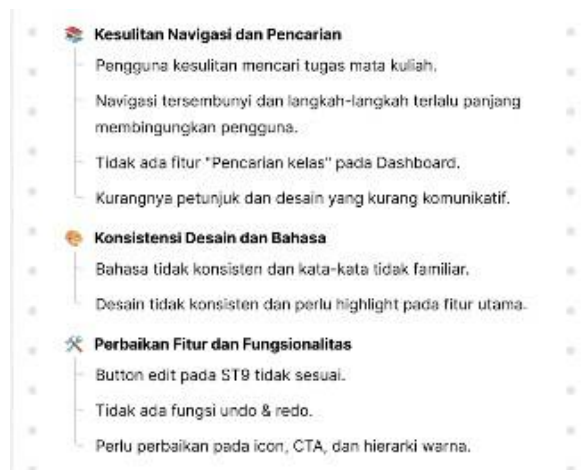 Kesulitan Navigasi dan Pencarian
Pengguna kesulitan mencari tugas mata kuliah.
Navigasi tersembunyi dan langkah-langkah terlalu panjang
membingungkan pengguna.
Tidak ada fitur "Pencarian kelas" pada Dashboard.
Kurangnya petunjuk dan desain yang kurang komunikatif.
Konsistensi Desain dan Bahasa
Bahasa tidak konsisten dan kata-kata tidak familiar.
Desain tidak konsisten dan perlu highlight pada fitur utama.
Perbaikan Fitur dan Fungsionalitas
Button edit pada ST9 tidak sesuai.
Tidak ada fungsi undo & redo.
Perlu perbaikan pada icon, CTA, dan hierarki warna.